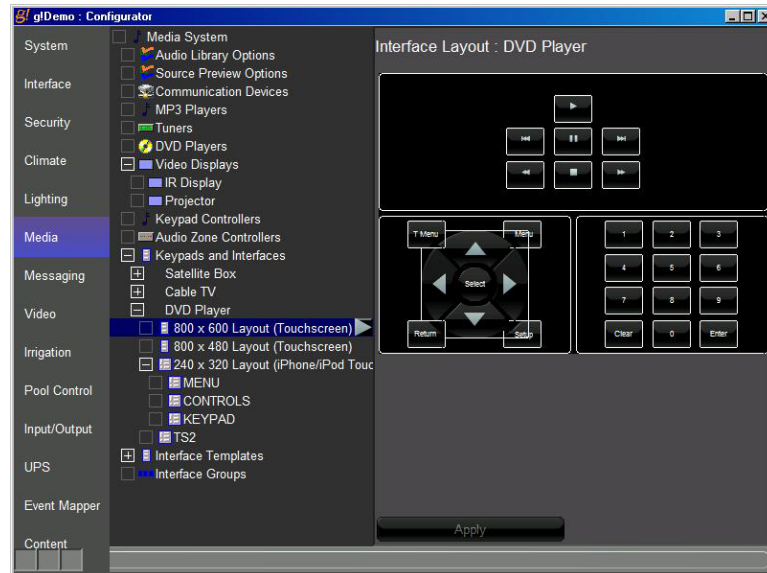 g! g!Demo : Configurator
System
Interface
Security
Climate
Lighting
Media
Messaging
Video
Irrigation
Pool Control
Input/Output
UPS
Event Mapper
Content
Media System
Audio Library Options
Source Preview Options
Communication Devices
MP3 Players
Tuners
DVD Players
Video Displays
IR Display
Projector
Keypad Controllers
Audio Zone Controllers
Keypads and Interfaces
Satellite Box
Cable TV
DVD Player
800 x 600 Layout (Touchscreen)
800 x 480 Layout (Touchscreen)
240 x 320 Layout (iPhone/iPod Touc
MENU
CONTROLS
KEYPAD
TS2
Interface Templates
Interface Groups
Interface Layout : DVD Player
T Menu Menu
Select
Return Setup
1 2 3
4 5 6
7 8 9
Clear 0 Enter
Apply